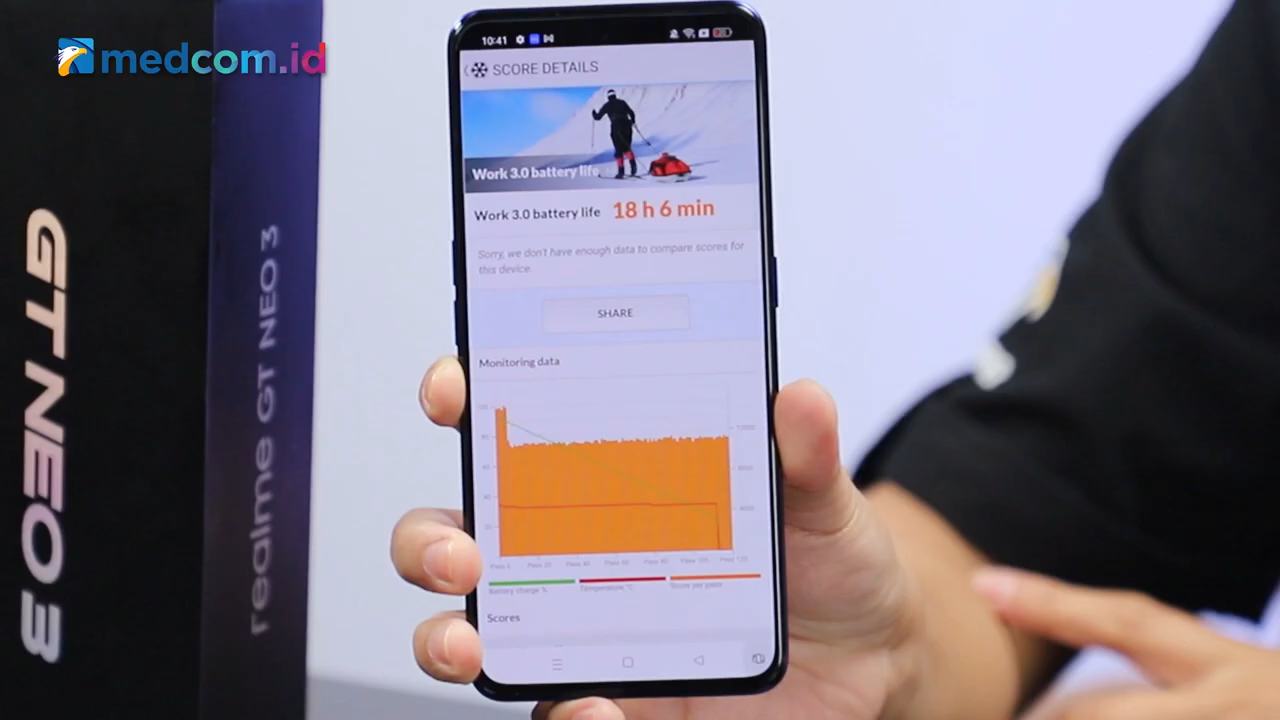 medcom.id
GT NEO 3
realme GT NEO 3
10:41
SCORE DETAILS
Work 3.0 battery life
Work 3.0 battery life 18 h 6 min
Sorry, we don't have enough data to compare scores for
this device.
SHARE
Monitoring data
Battery charge % Temperature °C Score per pass
Scores